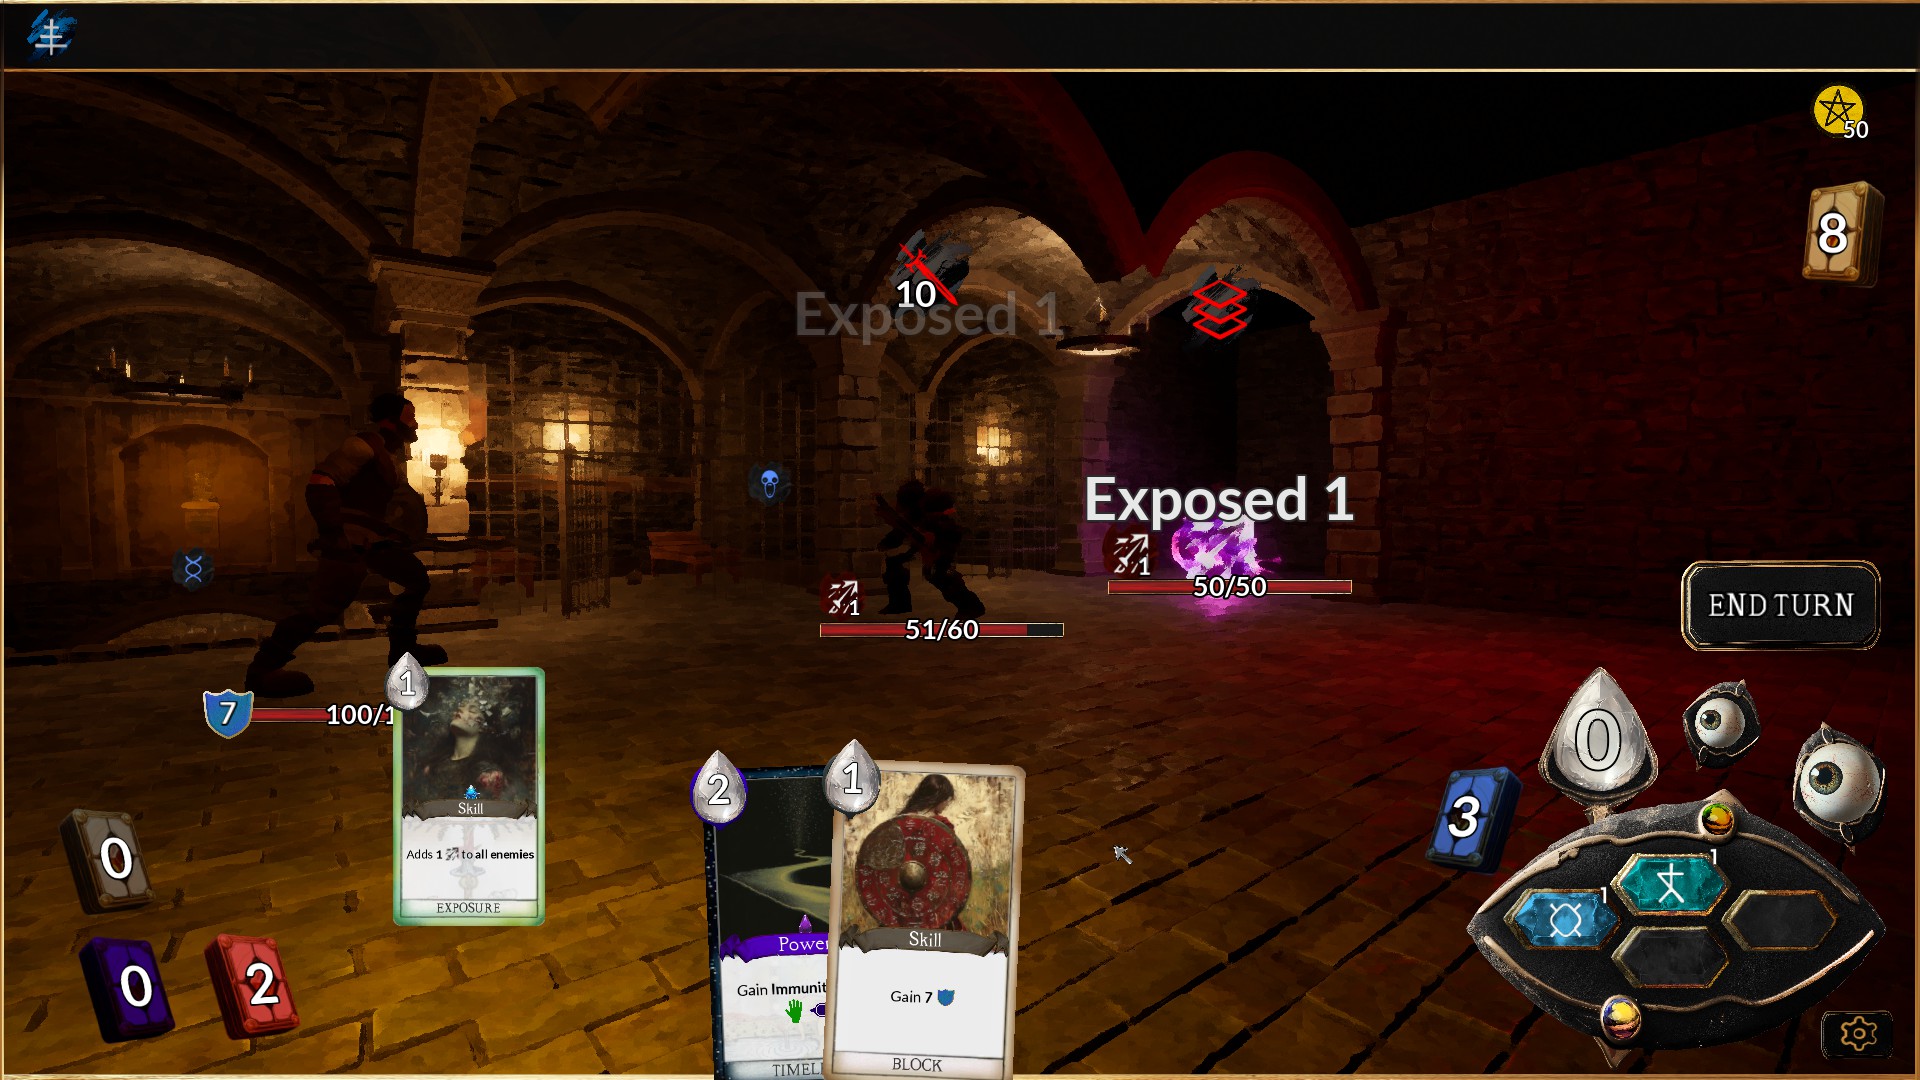 50
8
10
Exposed 1
Exposed 1
1
50/50
1
51/60
END TURN
7
100/1
1
Skill
Adds 1 to all enemies
EXPOSURE
2
Power
Gain Immunit
TIMEL
1
Skill
Gain 7
BLOCK
0
3
1
1
0
0
2